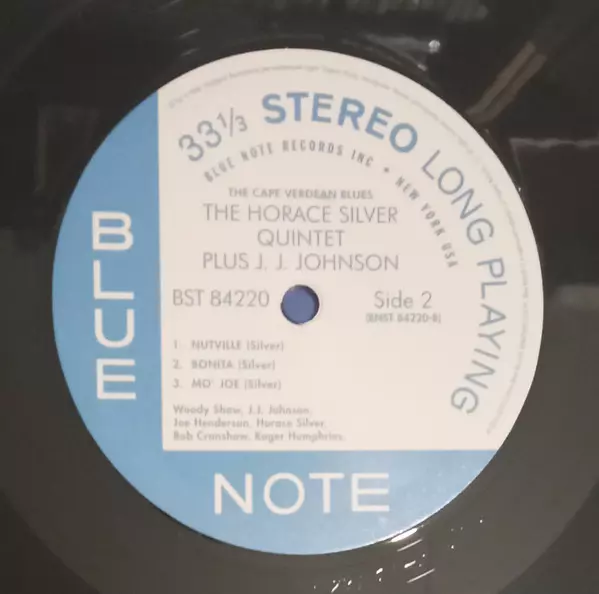 33 1/3 STEREO LONG PLAYING
BLUE NOTE RECORDS INC • NEW YORK USA
THE CAPE VERDEAN BLUES
THE HORACE SILVER
QUINTET
PLUS J. J. JOHNSON
BST 84220
Side 2
(BNST 84220-B)
1. NUTVILLE (Silver)
2. BONITA (Silver)
3. MO' JOE (Silver)
Woody Shaw, J.J. Johnson,
Joe Henderson, Horace Silver,
Bob Cranshaw, Roger Humphries.
BLUE
NOTE